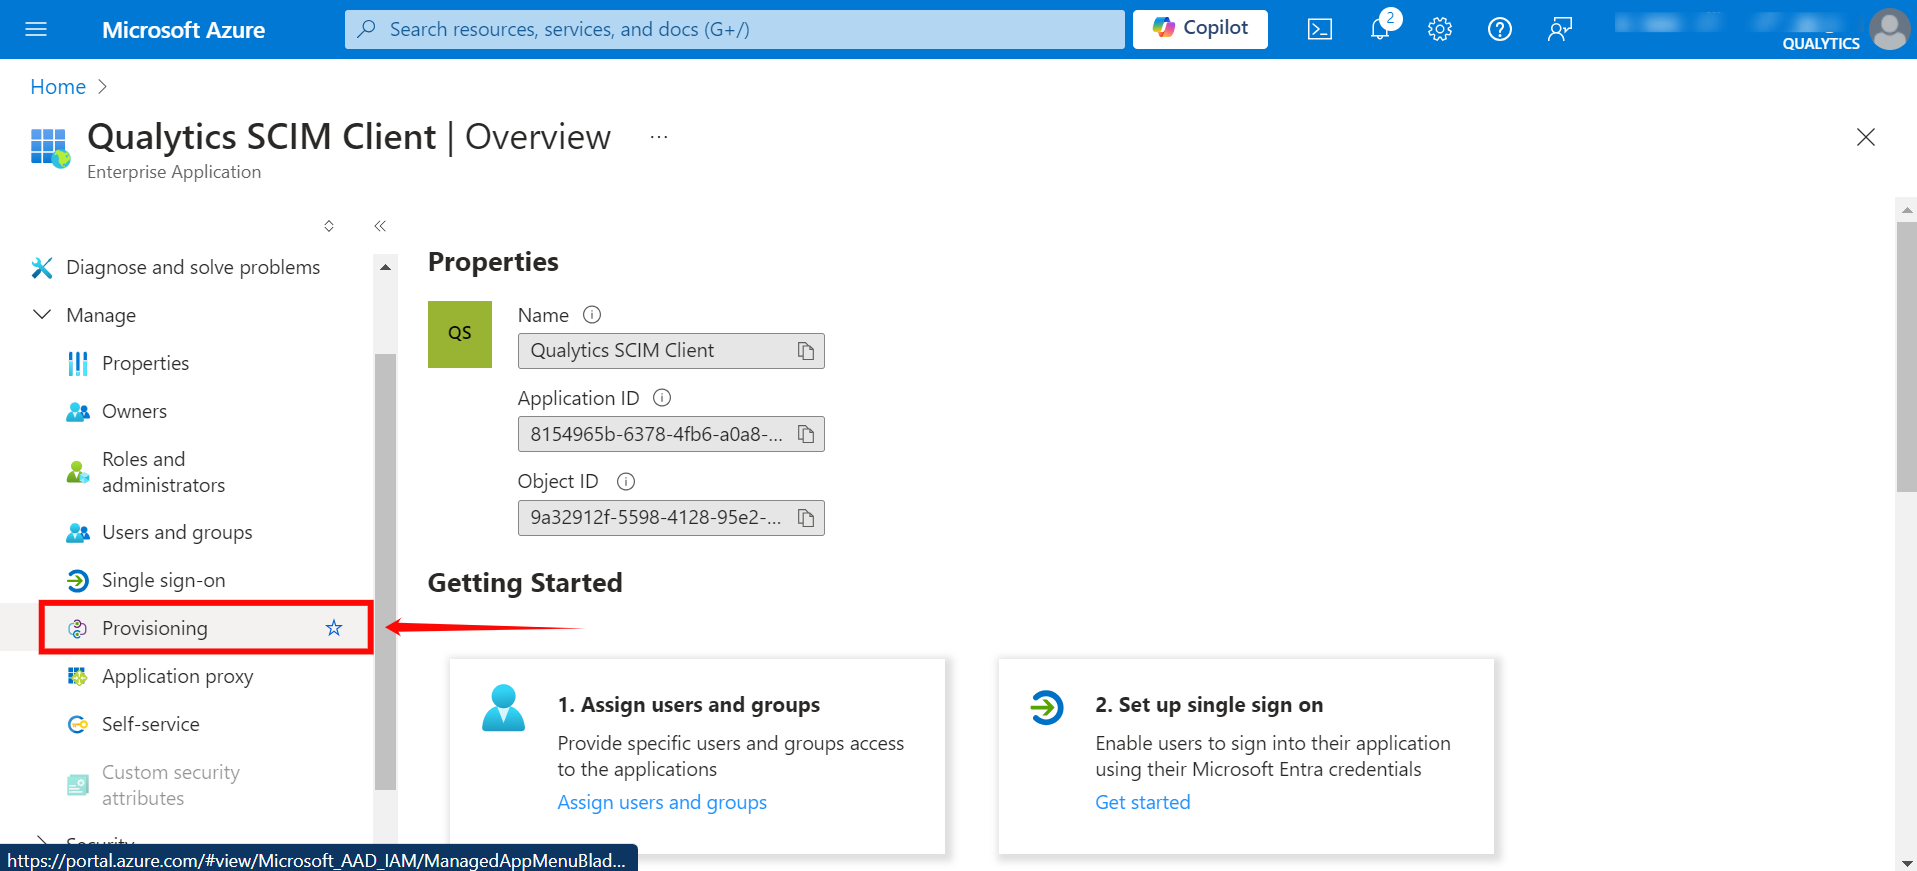 Microsoft Azure
Search resources, services, and docs (G+/)
Copilot
2
QUALYTICS
Home
Qualytics SCIM Client | Overview
...
Enterprise Application
Diagnose and solve problems
Manage
Properties
Owners
Roles and
administrators
Users and groups
Single sign-on
Provisioning
Application proxy
Self-service
Custom security
attributes
Security
https://portal.azure.com/#view/Microsoft_AAD_IAM/ManagedAppMenuBlad...
Properties
QS
Name
Qualytics SCIM Client
Application ID
8154965b-6378-4fb6-a0a8-...
Object ID
9a32912f-5598-4128-95e2-...
Getting Started
1. Assign users and groups
Provide specific users and groups access
to the applications
Assign users and groups
2. Set up single sign on
Enable users to sign into their application
using their Microsoft Entra credentials
Get started